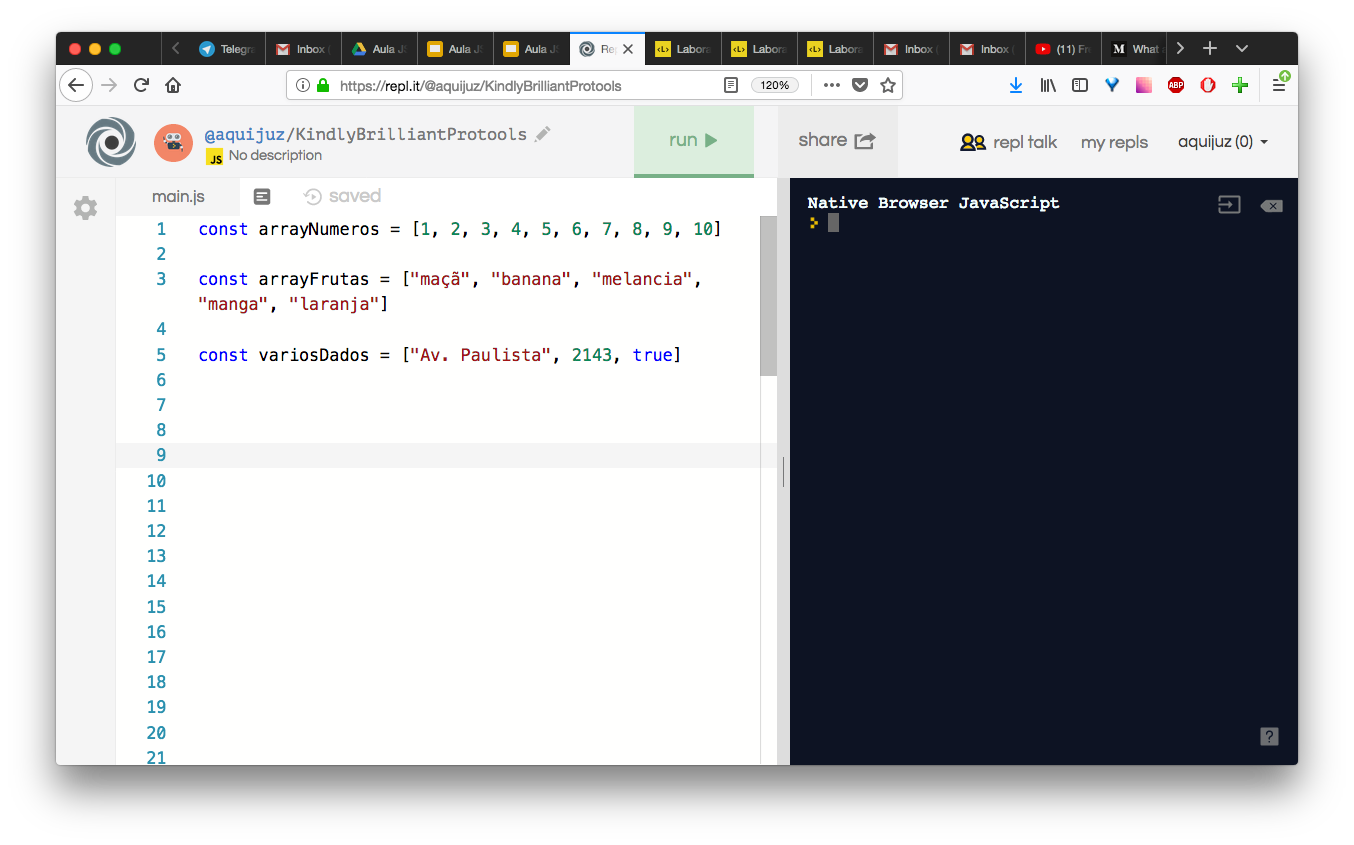 Telegr Inbox ( Aula JS Aula JS Aula JS Re Labora Labora Labora Inbox ( Inbox ( (11) Fr M What
https://repl.it/@aquijuz/KindlyBrilliantProtools 120% ABP
@aquijuz/KindlyBrilliantProtools
JS No description
run
share
repl talk
my repls
aquijuz (0)
main.js
saved
1 const arrayNumeros = [1, 2, 3, 4, 5, 6, 7, 8, 9, 10]
2
3 const arrayFrutas = ["maçã", "banana", "melancia",
"manga", "laranja"]
4
5 const variosDados = ["Av. Paulista", 2143, true]
6
7
8
9
10
11
12
13
14
15
16
17
18
19
20
21
Native Browser JavaScript
?